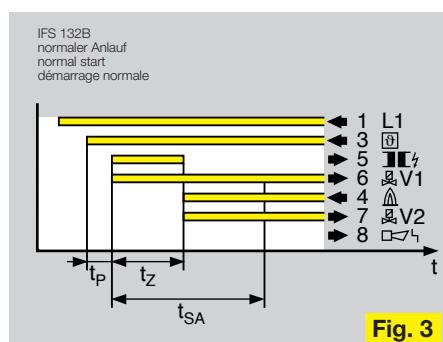 IFS 132B
normaler Anlauf
normal start
démarrage normale
1 L1
3 ϑ
5
6 V1
4
7 V2
8
t
tP
tZ
tSA
Fig. 3